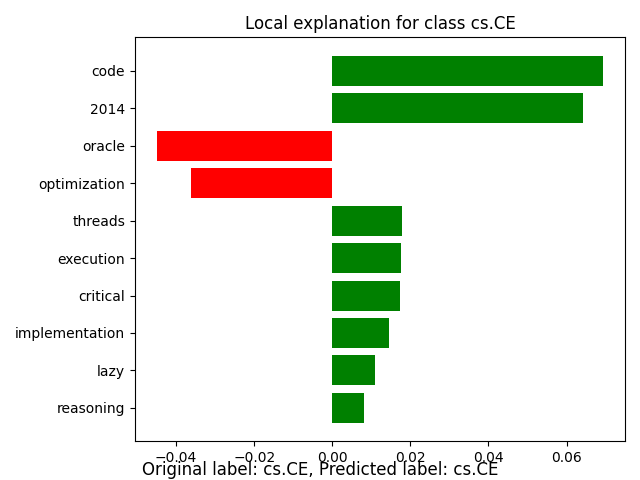 Local explanation for class cs.CE
code
2014
oracle
optimization
threads
execution
critical
implementation
lazy
reasoning
−0.04 −0.02 0.00 0.02 0.04 0.06
Original label: cs.CE, Predicted label: cs.CE